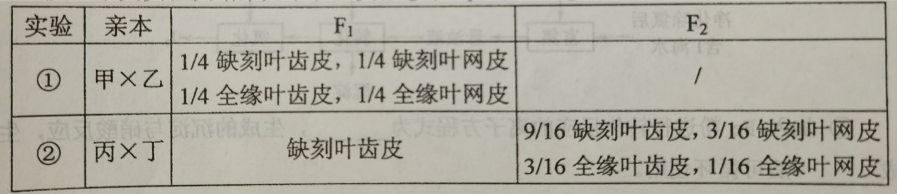 实验 亲本 F₁ F₂
① 甲×乙 1/4 缺刻叶齿皮，1/4 缺刻叶网皮 /
1/4 全缘叶齿皮，1/4 全缘叶网皮
② 丙×丁 缺刻叶齿皮 9/16 缺刻叶齿皮，3/16 缺刻叶网皮
3/16 全缘叶齿皮，1/16 全缘叶网皮